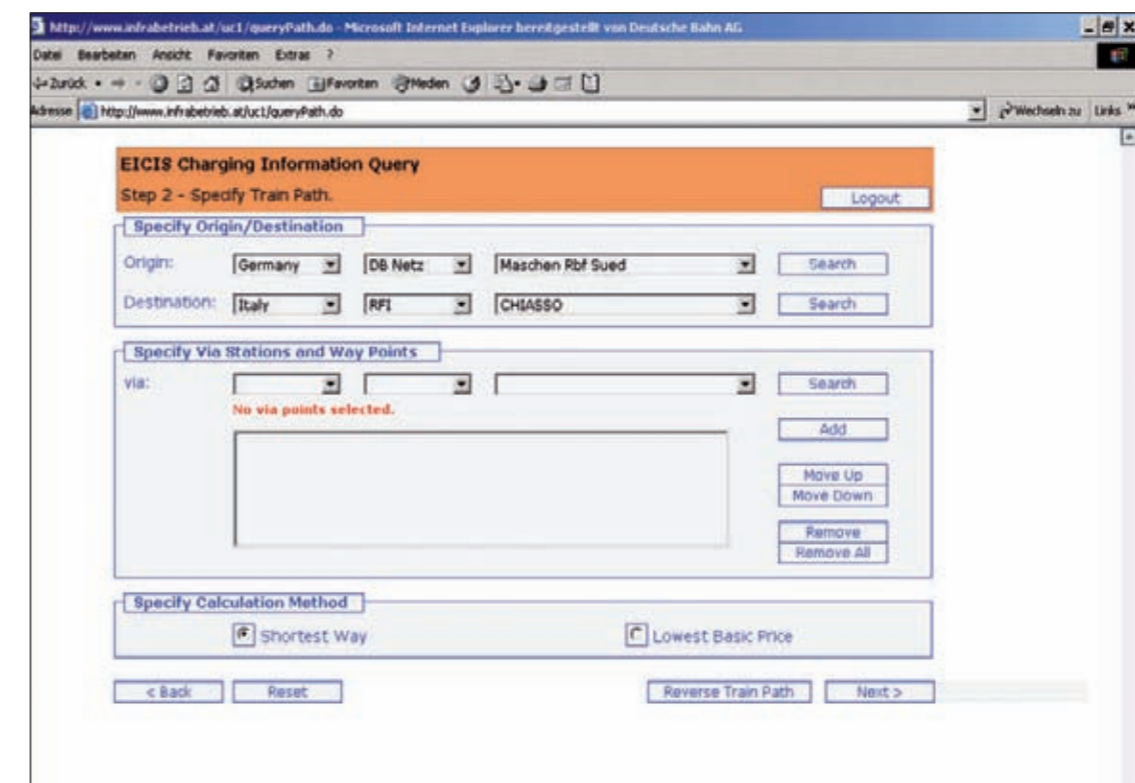 http://www.infrabetrieb.at/uc1/queryPath.do - Microsoft Internet Explorer bereitgestellt von Deutsche Bahn AG
Datei Bearbeiten Ansicht Favoriten Extras ?
Zurück Suchen Favoriten Medien
Adresse http://www.infrabetrieb.at/uc1/queryPath.do Wechseln zu Links »
EICIS Charging Information Query
Step 2 - Specify Train Path. Logout
Specify Origin/Destination
Origin: Germany DB Netz Maschen Rbf Sued Search
Destination: Italy RFI CHIASSO Search
Specify Via Stations and Way Points
via: Search
No via points selected.
Add
Move Up
Move Down
Remove
Remove All
Specify Calculation Method
Shortest Way Lowest Basic Price
< Back Reset Reverse Train Path Next >